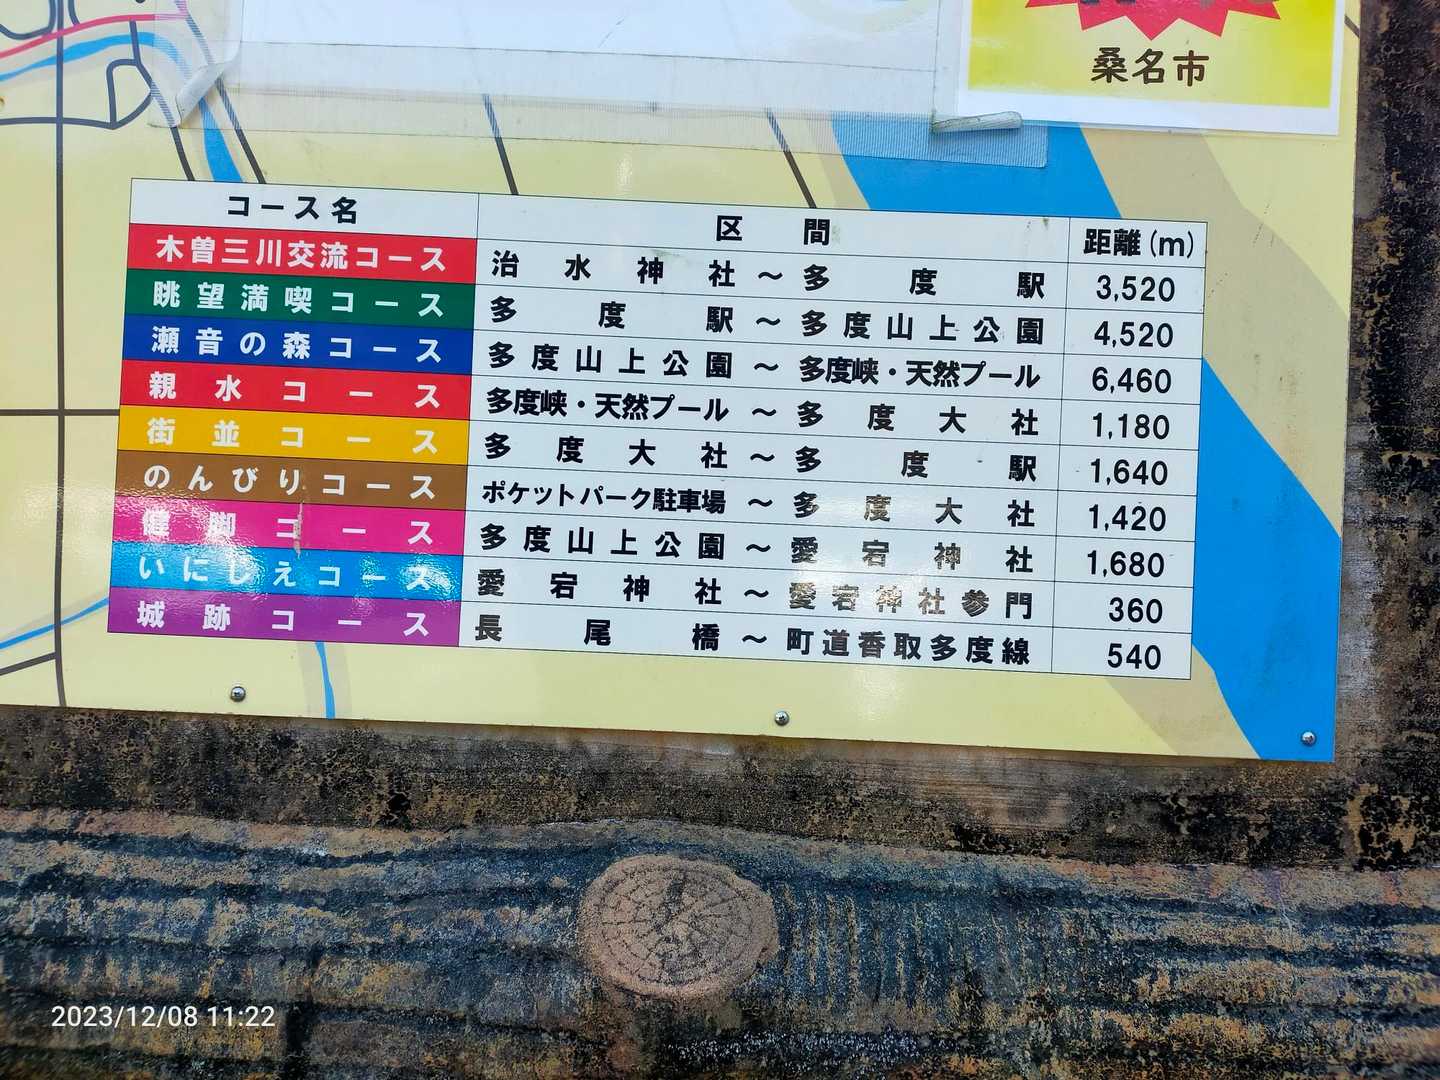 桑名市
コース名 区間 距離(m)
木曽三川交流コース 治水神社～多度駅 3,520
眺望満喫コース 多度駅～多度山上公園 4,520
瀬音の森コース 多度山上公園～多度峡・天然プール 6,460
親水コース 多度峡・天然プール～多度大社 1,180
街並コース 多度大社～多度駅 1,640
のんびりコース ポケットパーク駐車場～多度大社 1,420
健脚コース 多度山上公園～愛宕神社 1,680
いにしえコース 愛宕神社～愛宕神社参門 360
城跡コース 長尾橋～町道香取多度線 540
2023/12/08 11:22